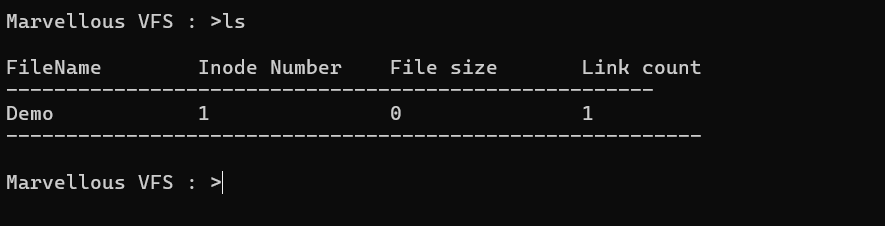 Marvellous VFS : >ls
FileName        Inode Number    File size       Link count
------------------------------------------------------
Demo            1               0               1
----------------------------------------------------------
Marvellous VFS : >